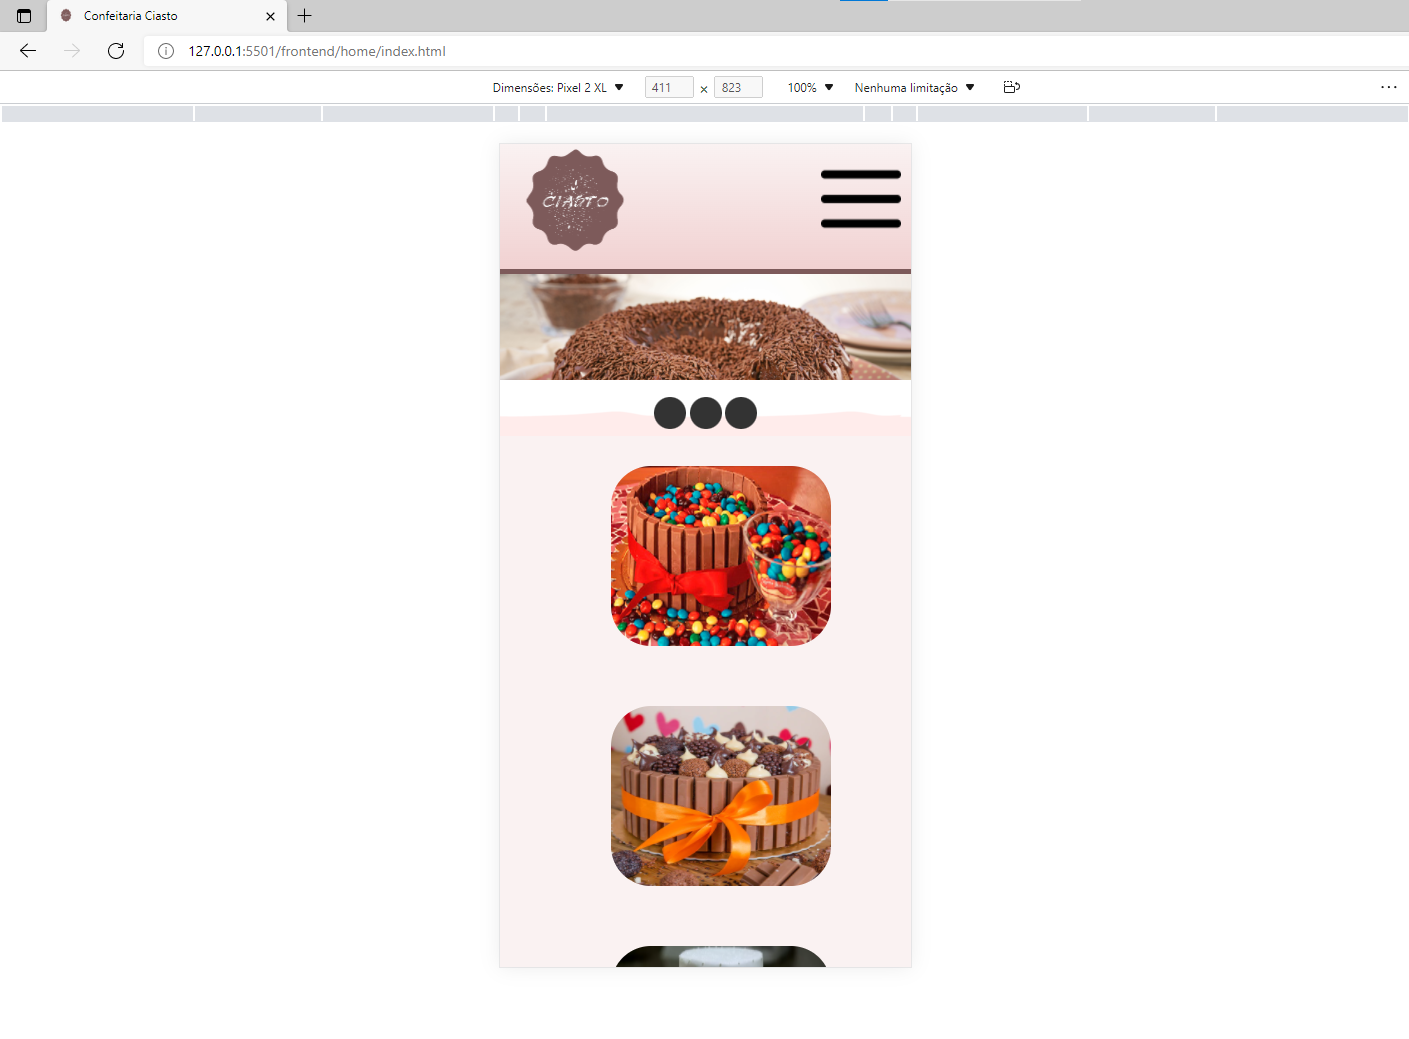 Confeitaria Ciasto
127.0.0.1:5501/frontend/home/index.html
Dimensões: Pixel 2 XL 411 × 823 100% Nenhuma limitação
CIASTO